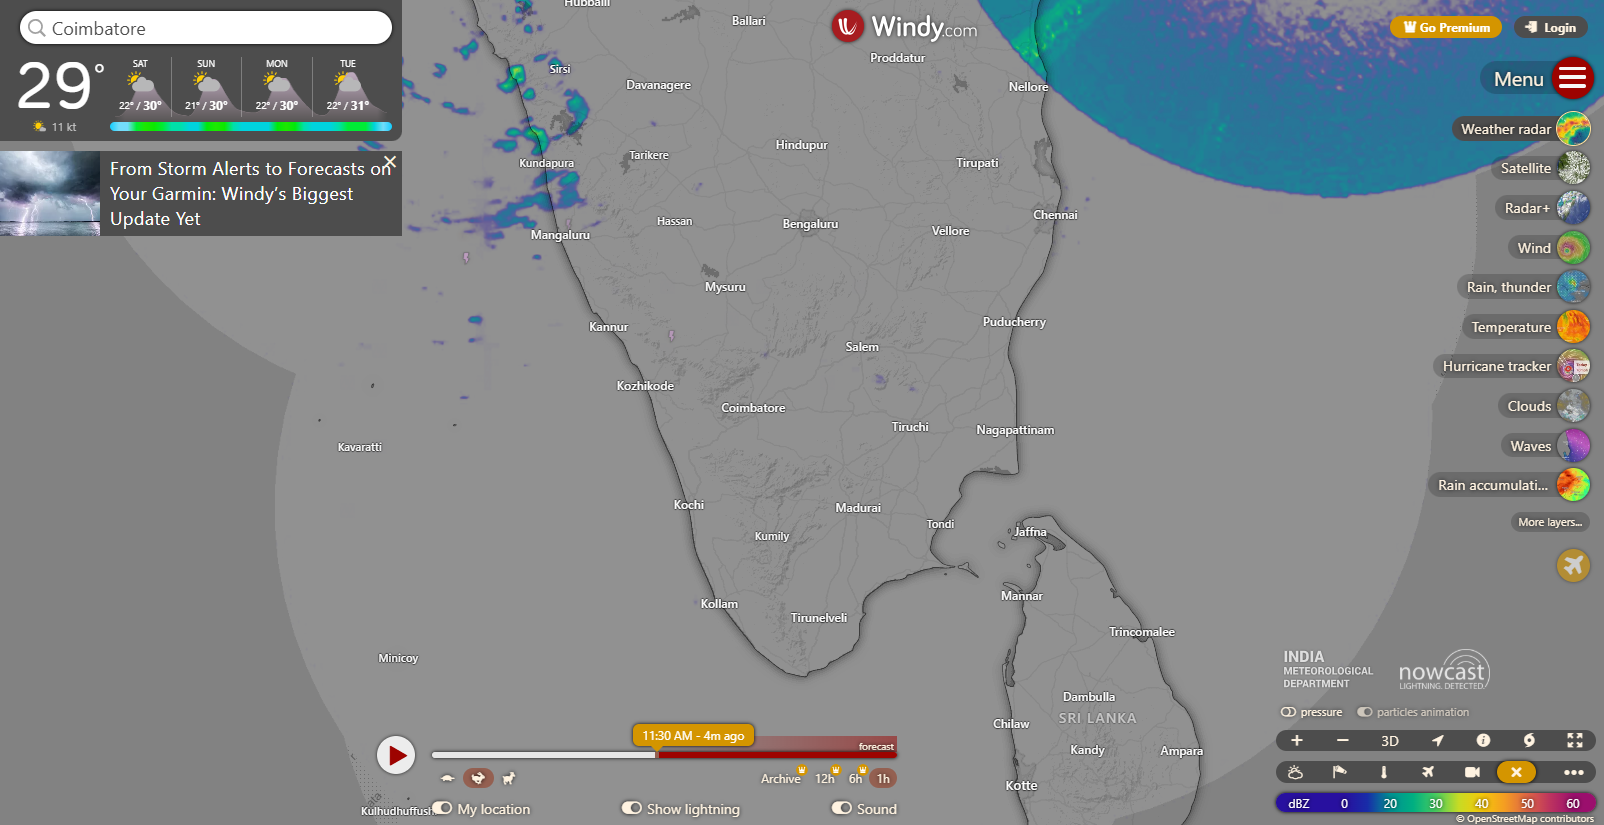 Coimbatore
29°
11 kt
SAT
22° / 30°
SUN
21° / 30°
MON
22° / 30°
TUE
22° / 31°
From Storm Alerts to Forecasts on
Your Garmin: Windy’s Biggest
Update Yet
Windy.com
Go Premium
Login
Menu
Weather radar
Satellite
Radar+
Wind
Rain, thunder
Temperature
Hurricane tracker
Clouds
Waves
Rain accumulati...
More layers...
Hubballi
Ballari
Proddatur
Sirsi
Davanagere
Nellore
Hindupur
Kundapura
Tarikere
Tirupati
Hassan
Bengaluru
Chennai
Mangaluru
Vellore
Mysuru
Kannur
Puducherry
Salem
Kozhikode
Coimbatore
Tiruchi
Nagapattinam
Kavaratti
Kochi
Madurai
Tondi
Kumily
Jaffna
Mannar
Kollam
Tirunelveli
Trincomalee
Minicoy
Dambulla
SRI LANKA
Chilaw
Kandy
Ampara
Kotte
Kulhudhuffush
INDIA
METEOROLOGICAL
DEPARTMENT
nowcast
LIGHTNING. DETECTED.
pressure
particles animation
11:30 AM - 4m ago
forecast
Archive
12h
6h
1h
My location
Show lightning
Sound
3D
dBZ 0 20 30 40 50 60
© OpenStreetMap contributors